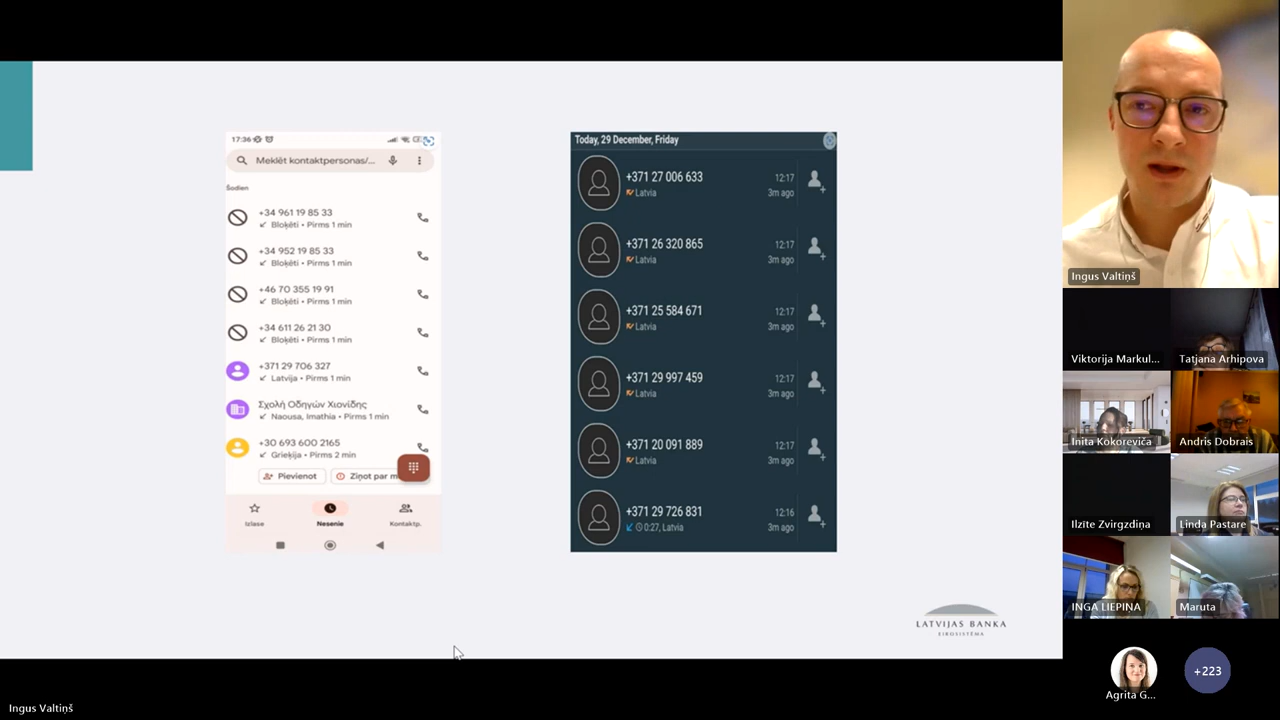 17:36
Meklēt kontaktpersonas/...
Šodien
+34 961 19 85 33
Bloķēti • Pirms 1 min
+34 952 19 85 33
Bloķēti • Pirms 1 min
+46 70 355 19 91
Bloķēti • Pirms 1 min
+34 611 26 21 30
Bloķēti • Pirms 1 min
+371 29 706 327
Latvija • Pirms 1 min
Σχολή Οδηγών Χιονίδης
Naousa, Imathia • Pirms 1 min
+30 693 600 2165
Grieķija • Pirms 2 min
Pievienot
Ziņot par m
Izlase
Nesenie
Kontaktp.
Today, 29 December, Friday
+371 27 006 633
12:17
Latvia
3m ago
+371 26 320 865
12:17
Latvia
3m ago
+371 25 584 671
12:17
Latvia
3m ago
+371 29 997 459
12:17
Latvia
3m ago
+371 20 091 889
12:17
Latvia
3m ago
+371 29 726 831
12:16
0:27, Latvia
3m ago
LATVIJAS BANKA
EIROSISTĒMA
Ingus Valtiņš
Viktorija Markul...
Tatjana Arhipova
Inita Kokoreviča
Andris Dobrais
Ilzīte Zvirgzdiņa
Linda Pastare
INGA LIEPIŅA
Maruta
Agrita G...
+223
Ingus Valtiņš